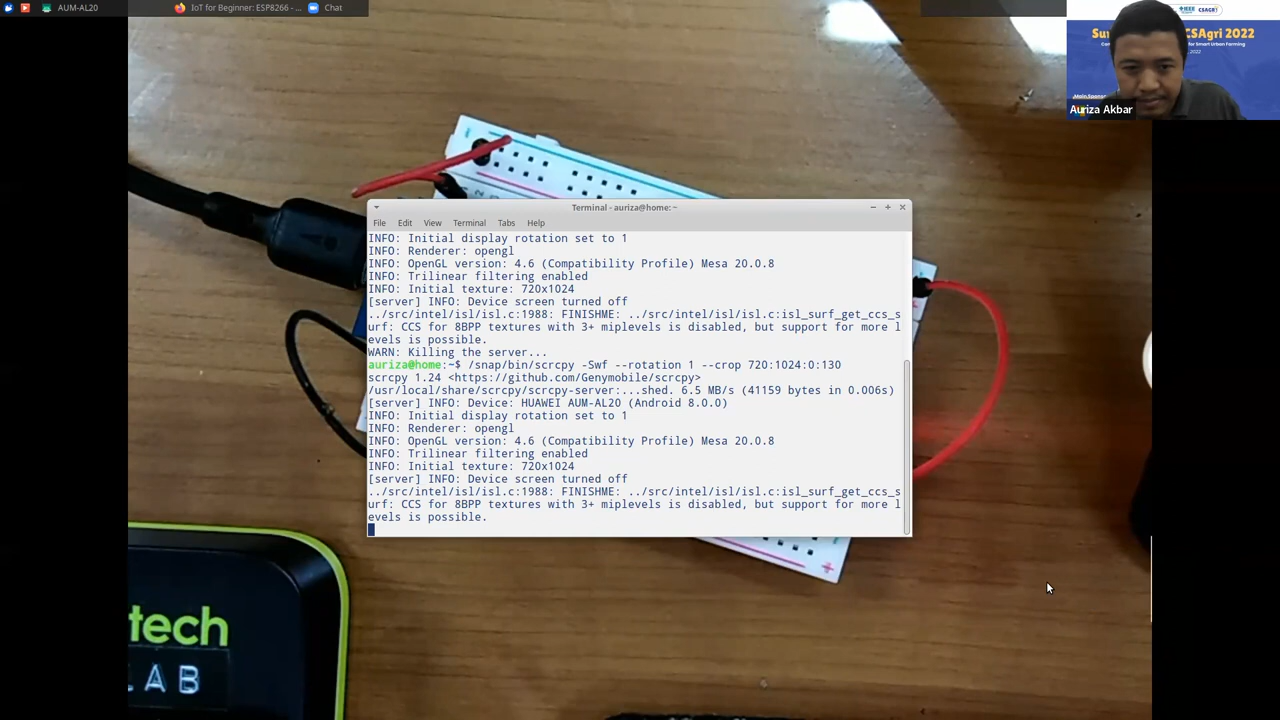 AUM-AL20
IoT for Beginner: ESP8266 - ...
Chat
IEEE
CSAGRI
CSAgri 2022
for Smart Urban Farming
2022
Auriza Akbar
Terminal - auriza@home: ~
File Edit View Terminal Tabs Help
INFO: Initial display rotation set to 1
INFO: Renderer: opengl
INFO: OpenGL version: 4.6 (Compatibility Profile) Mesa 20.0.8
INFO: Trilinear filtering enabled
INFO: Initial texture: 720x1024
[server] INFO: Device screen turned off
../src/intel/isl/isl.c:1988: FINISHME: ../src/intel/isl/isl.c:isl_surf_get_ccs_s
urf: CCS for 8BPP textures with 3+ miplevels is disabled, but support for more l
evels is possible.
WARN: Killing the server...
auriza@home:~$ /snap/bin/scrcpy -Swf --rotation 1 --crop 720:1024:0:130
scrcpy 1.24 <https://github.com/Genymobile/scrcpy>
/usr/local/share/scrcpy/scrcpy-server:...shed. 6.5 MB/s (41159 bytes in 0.006s)
[server] INFO: Device: HUAWEI AUM-AL20 (Android 8.0.0)
INFO: Initial display rotation set to 1
INFO: Renderer: opengl
INFO: OpenGL version: 4.6 (Compatibility Profile) Mesa 20.0.8
INFO: Trilinear filtering enabled
INFO: Initial texture: 720x1024
[server] INFO: Device screen turned off
../src/intel/isl/isl.c:1988: FINISHME: ../src/intel/isl/isl.c:isl_surf_get_ccs_s
urf: CCS for 8BPP textures with 3+ miplevels is disabled, but support for more l
evels is possible.
tech
LAB